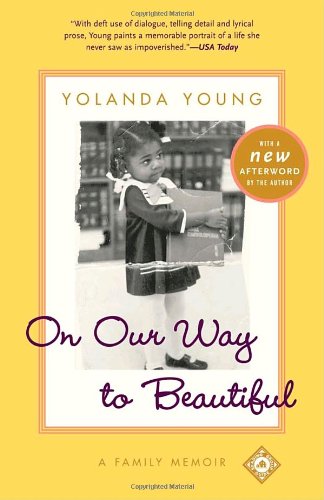 "With deft use of dialogue, telling detail and lyrical
prose, Young paints a memorable portrait of a life she
never saw as impoverished."—USA Today
YOLANDA YOUNG
WITH A
new
AFTERWORD
BY THE AUTHOR
On Our Way
to Beautiful
A FAMILY MEMOIR